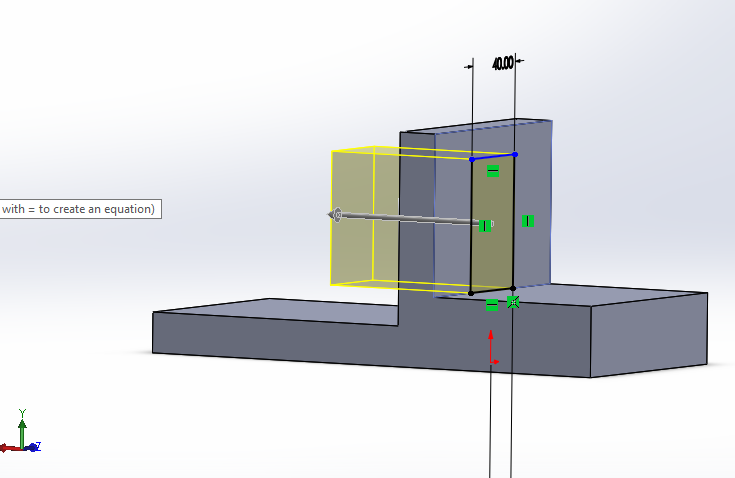 40.00
with = to create an equation)
Y
Z